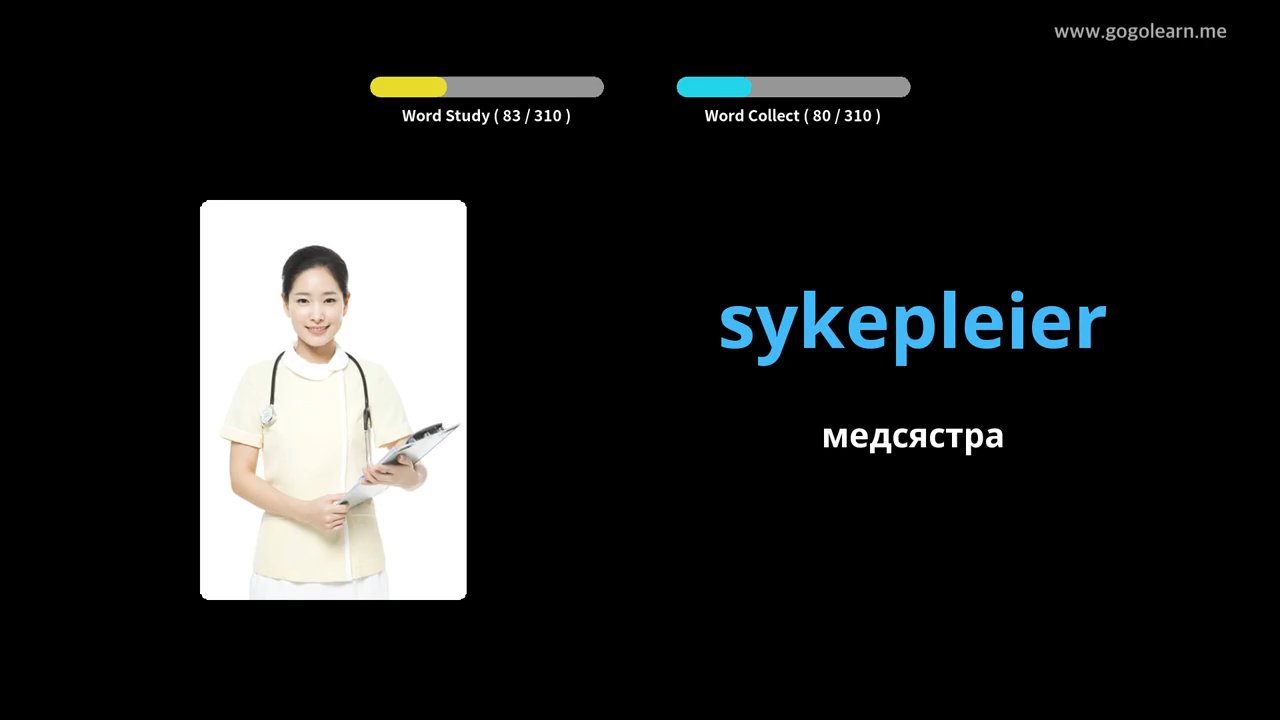 www.gogolearn.me
Word Study ( 83 / 310 )
Word Collect ( 80 / 310 )
sykepleier
медсястра